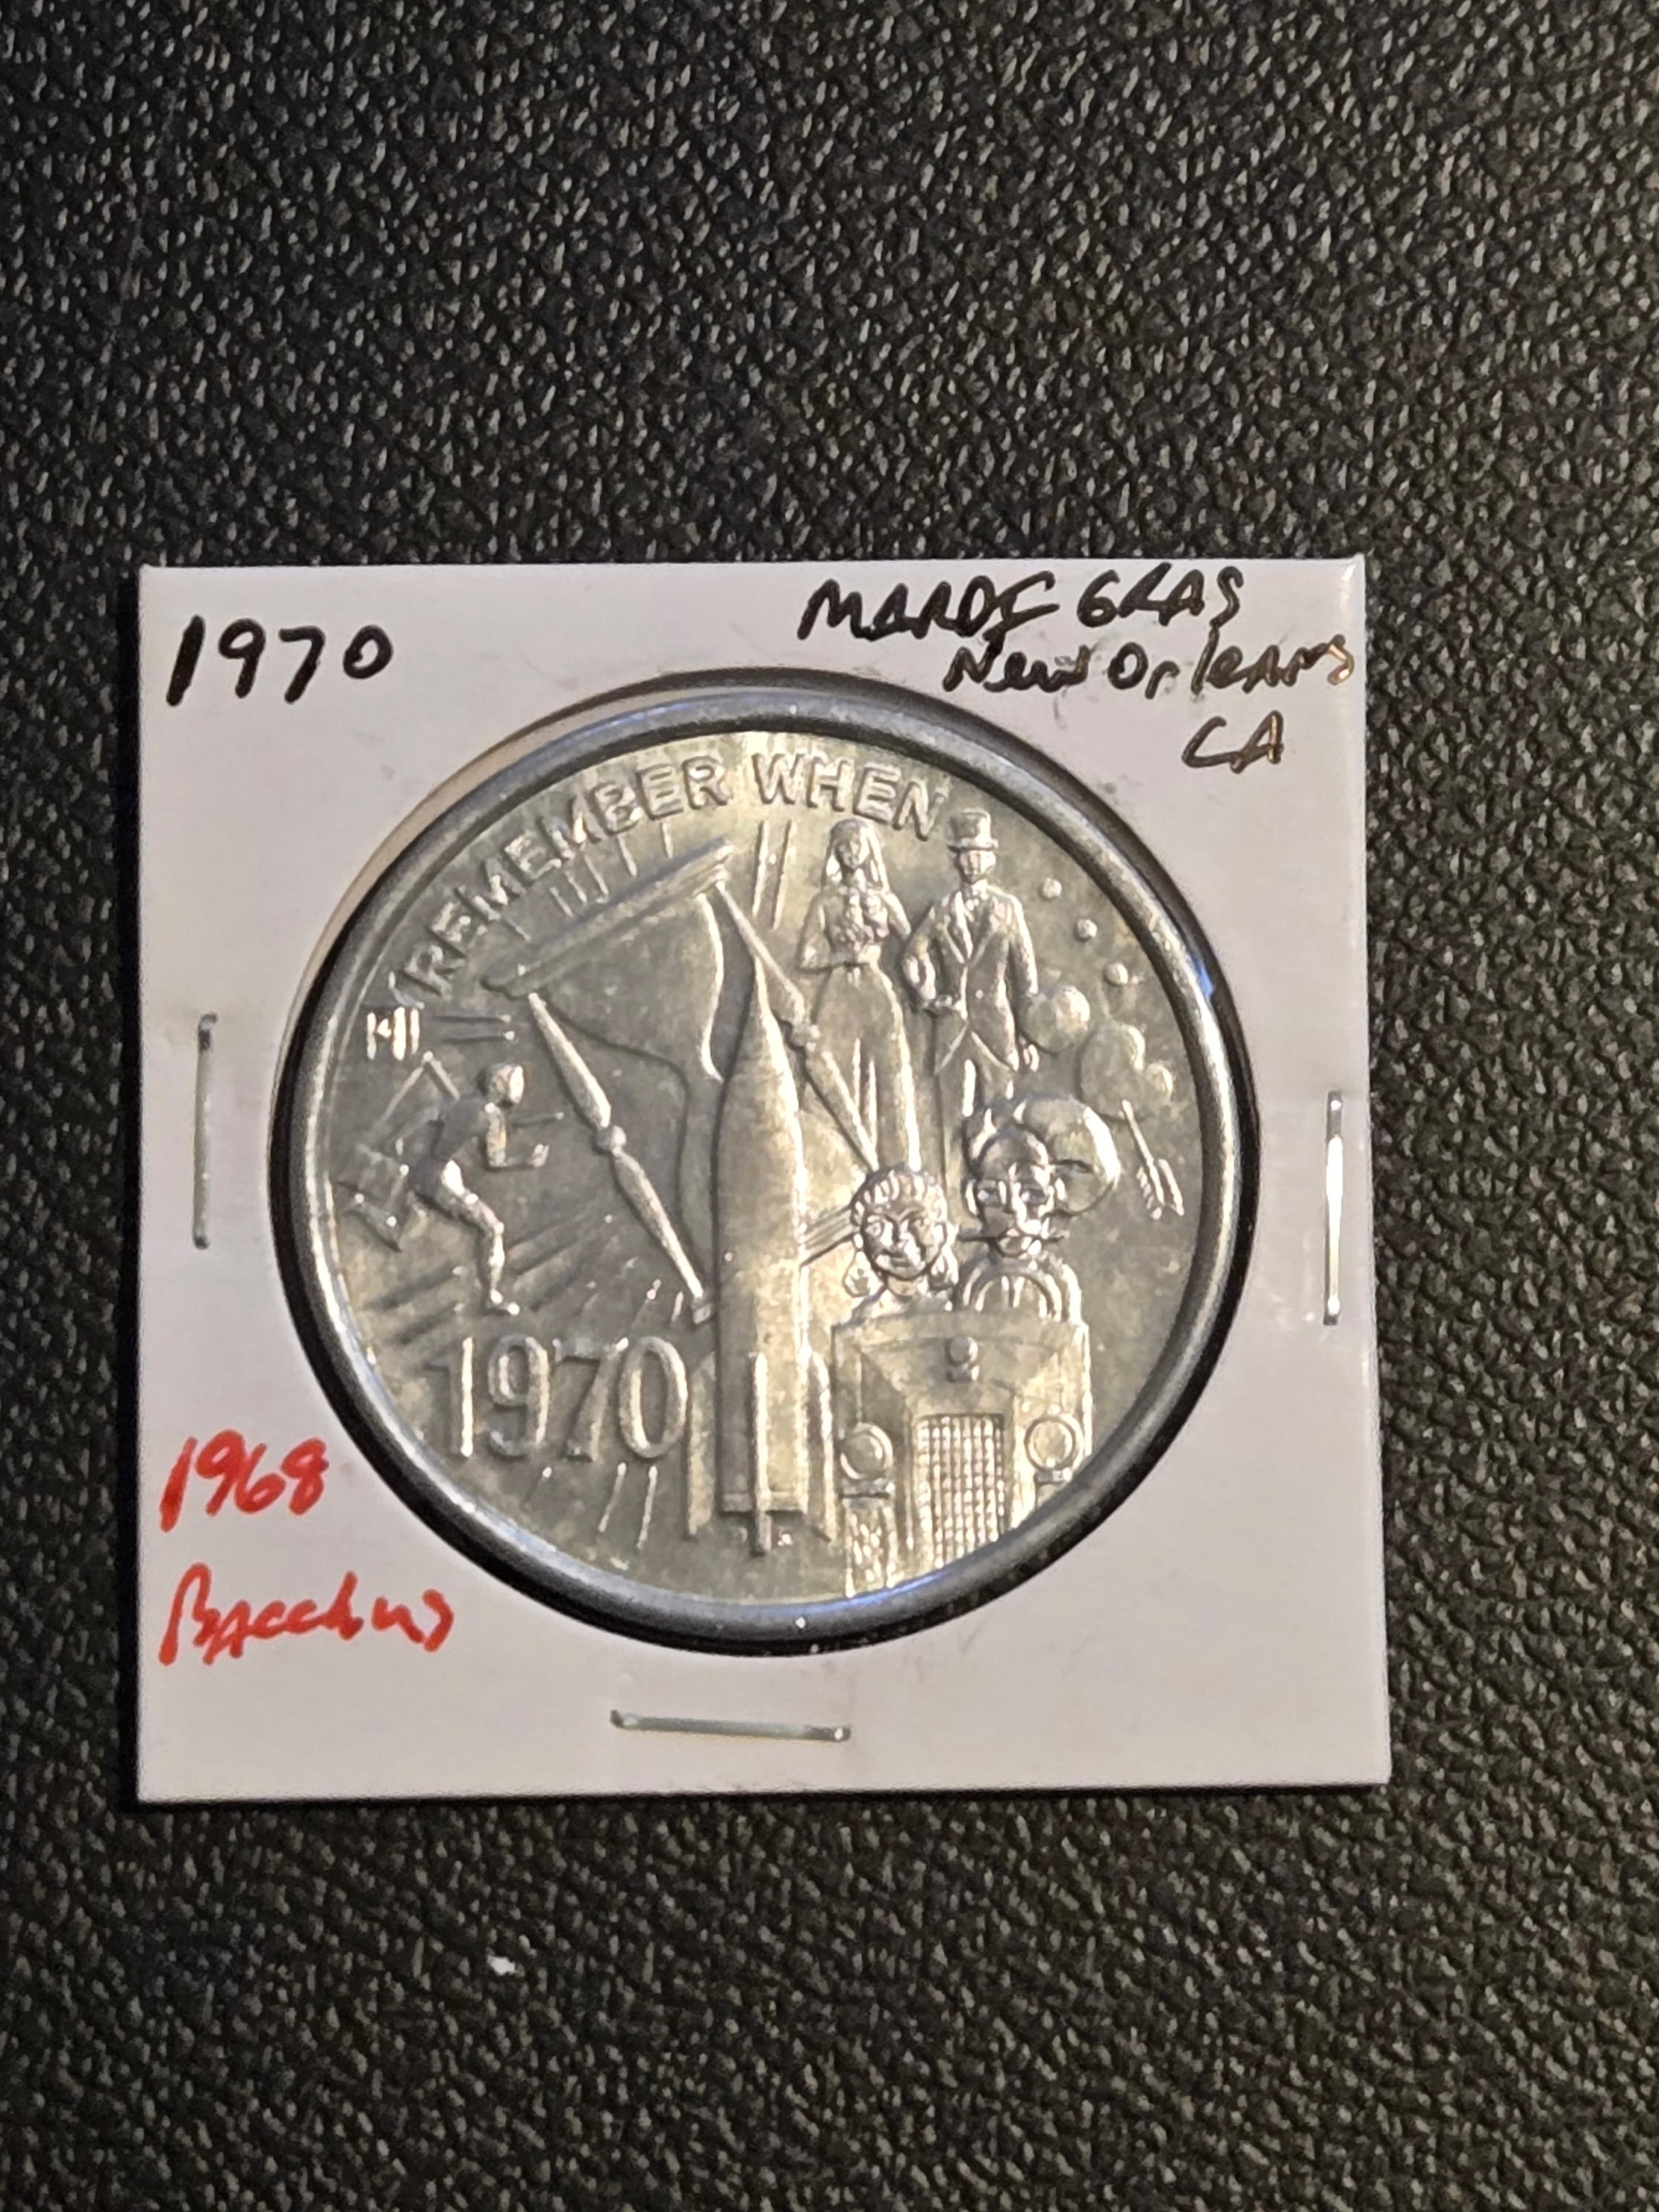 1970
MARDI GRAS
New Orleans
LA
REMEMBER WHEN
1970
1968
Bacchus